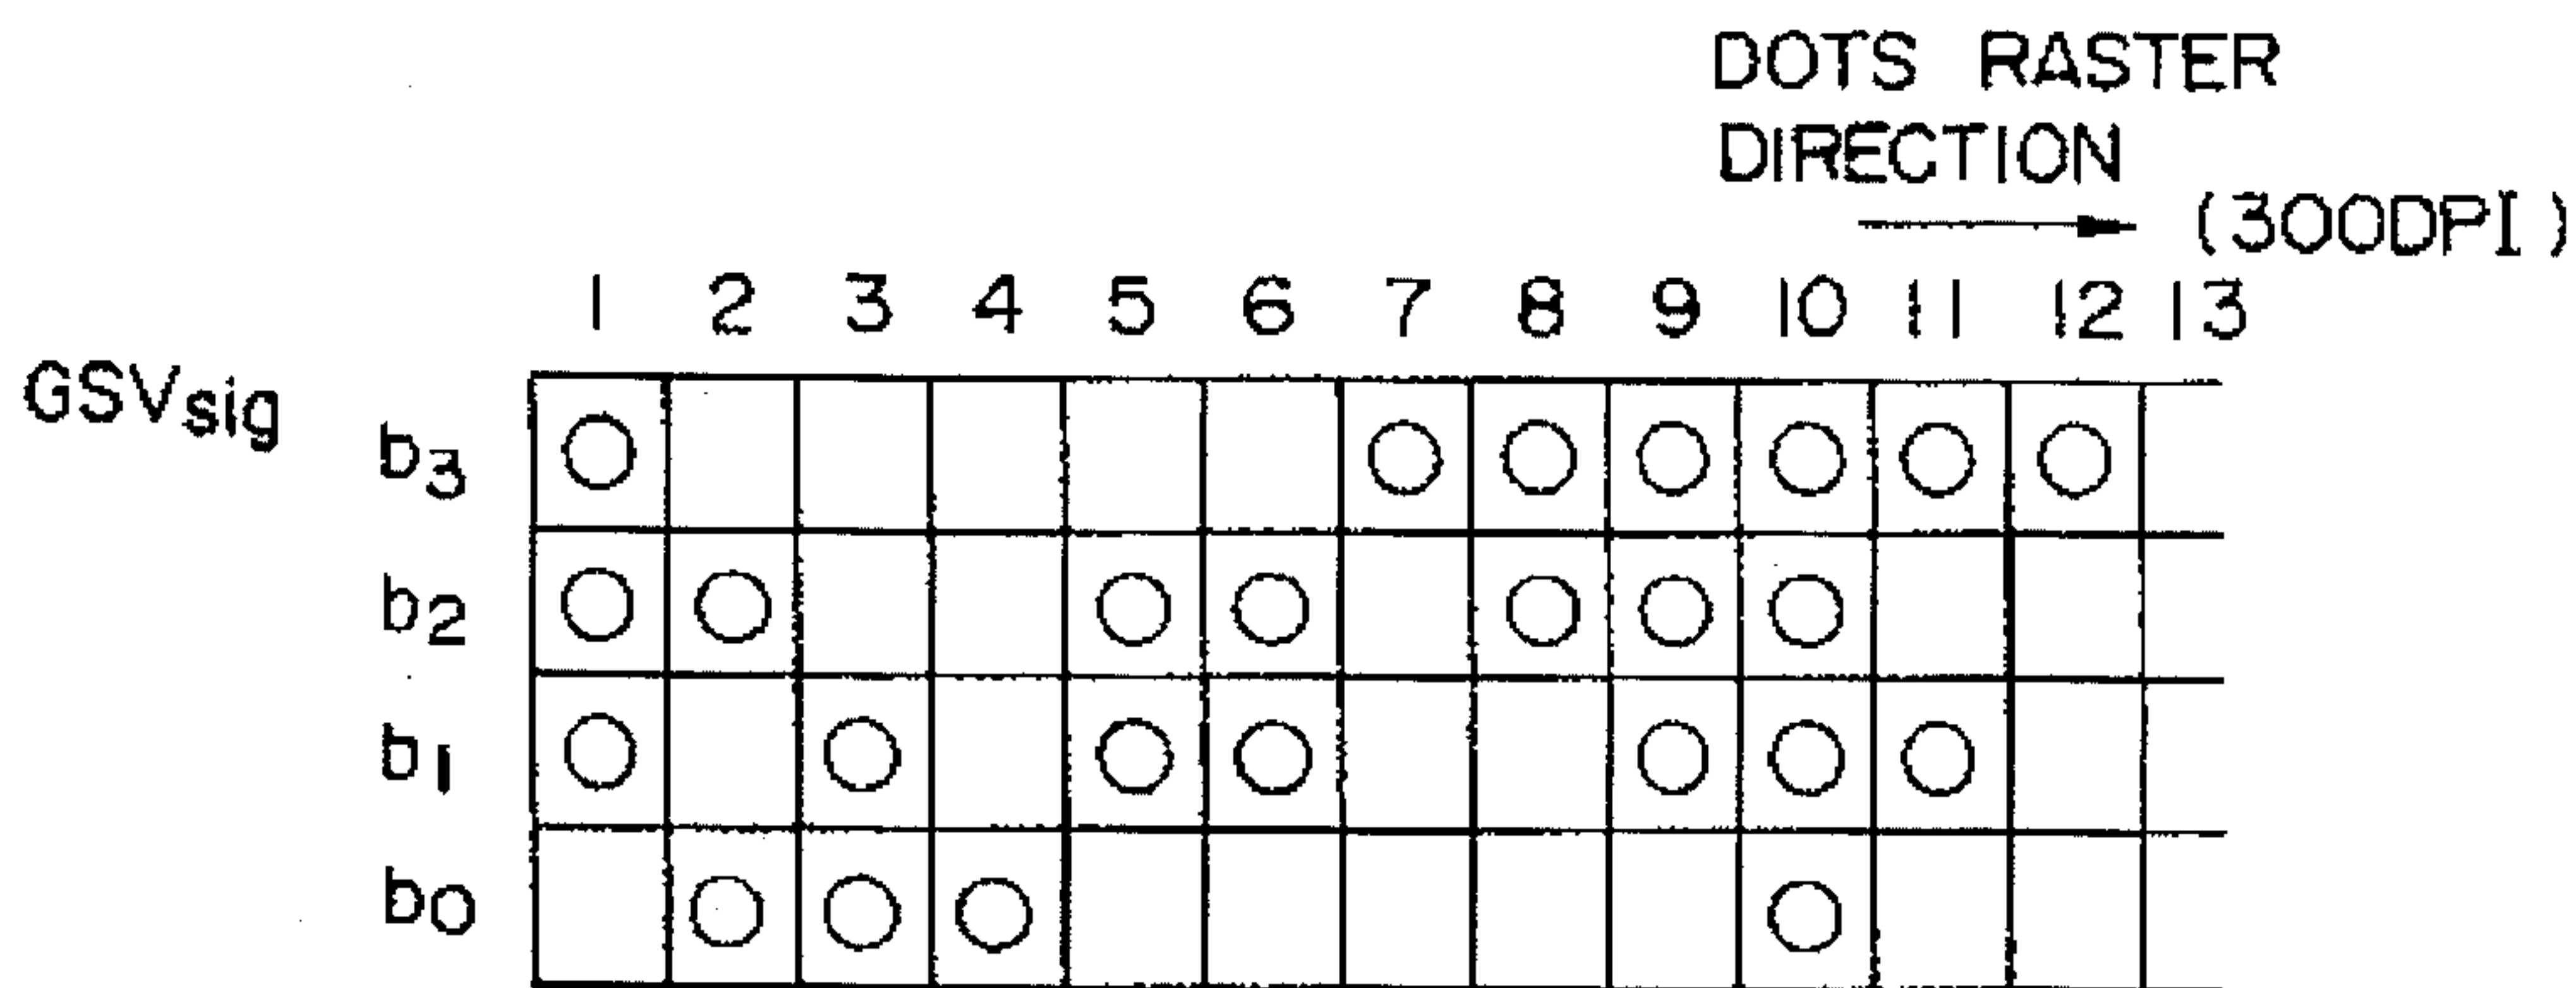 DOTS RASTER
DIRECTION
(300DPI)
1 2 3 4 5 6 7 8 9 10 11 12 13
GSVsig
b3
b2
b1
b0